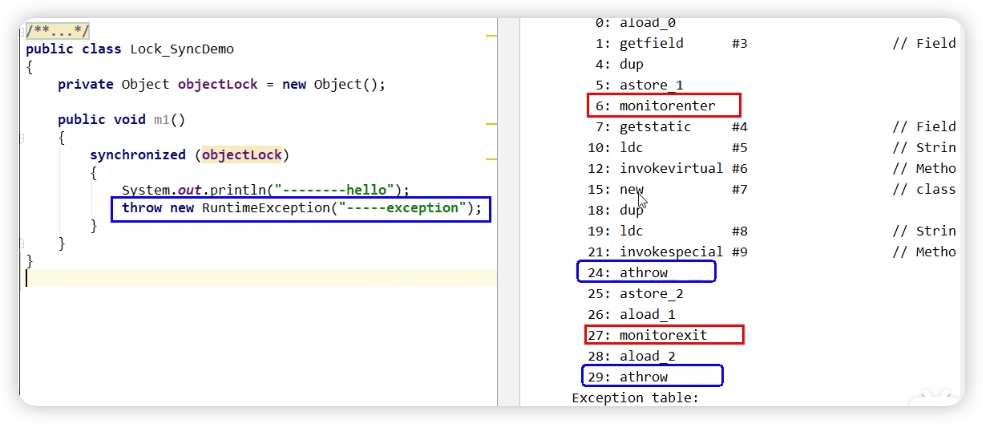 /**...*/
public class Lock_SyncDemo
{
private Object objectLock = new Object();
public void m1()
{
synchronized (objectLock)
{
System.out.println("--------hello");
throw new RuntimeException("-----exception");
}
}
}
0: aload_0
1: getfield #3 // Field
4: dup
5: astore_1
6: monitorenter
7: getstatic #4 // Field
10: ldc #5 // Strin
12: invokevirtual #6 // Metho
15: new #7 // class
18: dup
19: ldc #8 // Strin
21: invokespecial #9 // Metho
24: athrow
25: astore_2
26: aload_1
27: monitorexit
28: aload_2
29: athrow
Exception table: